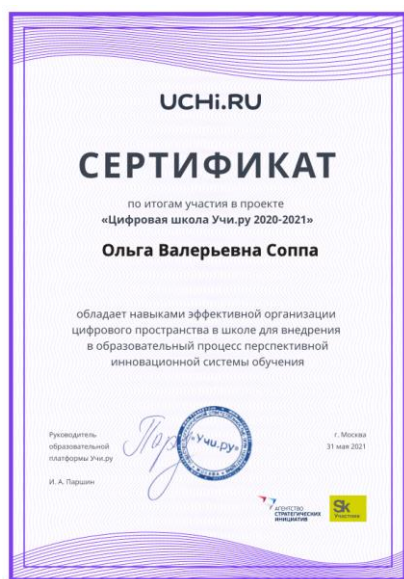 UCHi.RU
СЕРТИФИКАТ
по итогам участия в проекте
«Цифровая школа Учи.ру 2020-2021»
Ольга Валерьевна Соппа
обладает навыками эффективной организации
цифрового пространства в школе для внедрения
в образовательный процесс перспективной
инновационной системы обучения
Руководитель
образовательной
платформы Учи.ру
И. А. Паршин
«Учи.ру»
г. Москва
31 мая 2021
АГЕНТСТВО
СТРАТЕГИЧЕСКИХ
ИНИЦИАТИВ
Sk
Участник